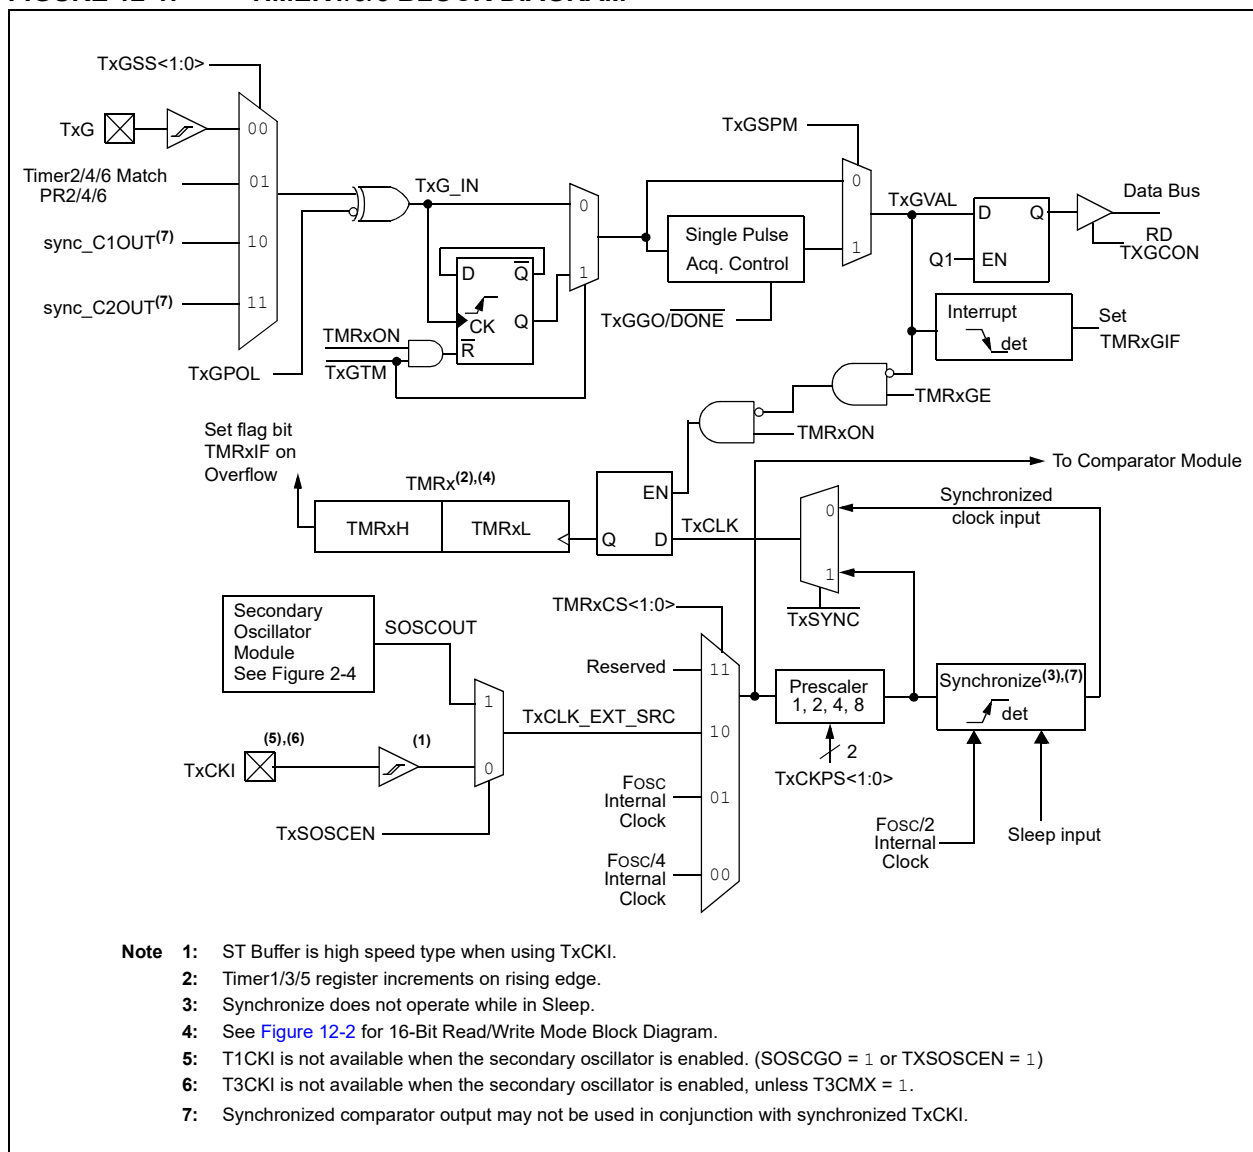 TxGSS<1:0>
TxG
00
Timer2/4/6 Match
PR2/4/6
01
sync_C1OUT(7)
10
sync_C2OUT(7)
11
TxGPOL
TxG_IN
0
1
D
Q
CK
Q
R
TMRxON
TxGTM
Single Pulse
Acq. Control
TxGGO/DONE
TxGSPM
0
1
TxGVAL
D
Q
Q1
EN
Data Bus
RD
TXGCON
Interrupt
det
Set
TMRxGIF
TMRxGE
TMRxON
Set flag bit
TMRxIF on
Overflow
TMRx(2),(4)
TMRxH
TMRxL
EN
Q
D
TxCLK
0
1
TxSYNC
To Comparator Module
Synchronized
clock input
Secondary
Oscillator
Module
See Figure 2-4
SOSCOUT
1
0
TxCKI
(5),(6)
(1)
TxSOSCEN
TxCLK_EXT_SRC
TMRxCS<1:0>
Reserved
11
10
FOSC
Internal
Clock
01
FOSC/4
Internal
Clock
00
Prescaler
1, 2, 4, 8
2
TxCKPS<1:0>
Synchronize(3),(7)
det
FOSC/2
Internal
Clock
Sleep input
Note 1: ST Buffer is high speed type when using TxCKI.
2: Timer1/3/5 register increments on rising edge.
3: Synchronize does not operate while in Sleep.
4: See Figure 12-2 for 16-Bit Read/Write Mode Block Diagram.
5: T1CKI is not available when the secondary oscillator is enabled. (SOSCGO = 1 or TXSOSCEN = 1)
6: T3CKI is not available when the secondary oscillator is enabled, unless T3CMX = 1.
7: Synchronized comparator output may not be used in conjunction with synchronized TxCKI.